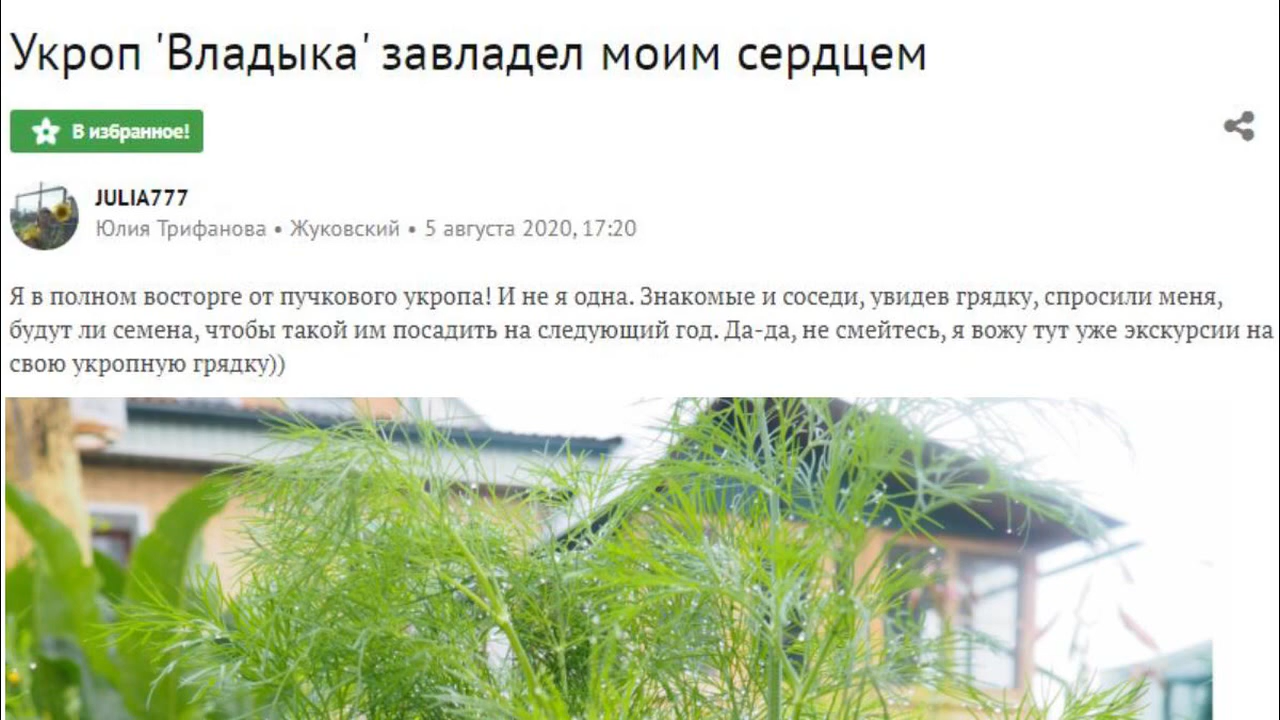 Укроп 'Владыка' завладел моим сердцем
В избранное!
JULIA777
Юлия Трифанова • Жуковский • 5 августа 2020, 17:20
Я в полном восторге от пучкового укропа! И не я одна. Знакомые и соседи, увидев грядку, спросили меня,
будут ли семена, чтобы такой им посадить на следующий год. Да-да, не смейтесь, я вожу тут уже экскурсии на
свою укропную грядку))